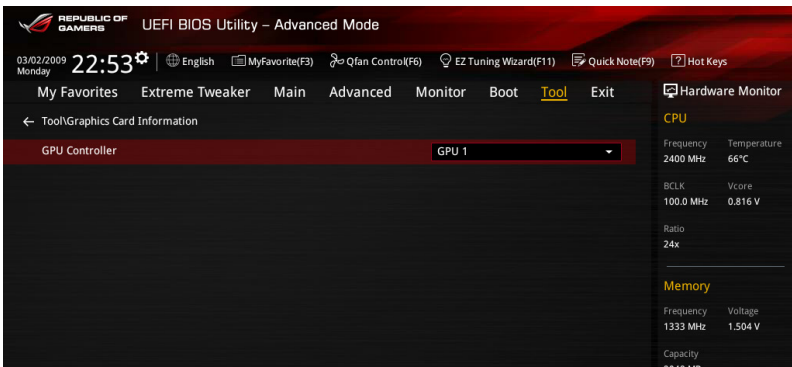 REPUBLIC OF
GAMERS
UEFI BIOS Utility – Advanced Mode
03/02/2009
Monday
22:53
English
MyFavorite(F3)
Qfan Control(F6)
EZ Tuning Wizard(F11)
Quick Note(F9)
? Hot Keys
My Favorites
Extreme Tweaker
Main
Advanced
Monitor
Boot
Tool
Exit
Hardware Monitor
← Tool\Graphics Card Information
GPU Controller
GPU 1
CPU
Frequency Temperature
2400 MHz 66°C
BCLK Vcore
100.0 MHz 0.816 V
Ratio
24x
Memory
Frequency Voltage
1333 MHz 1.504 V
Capacity